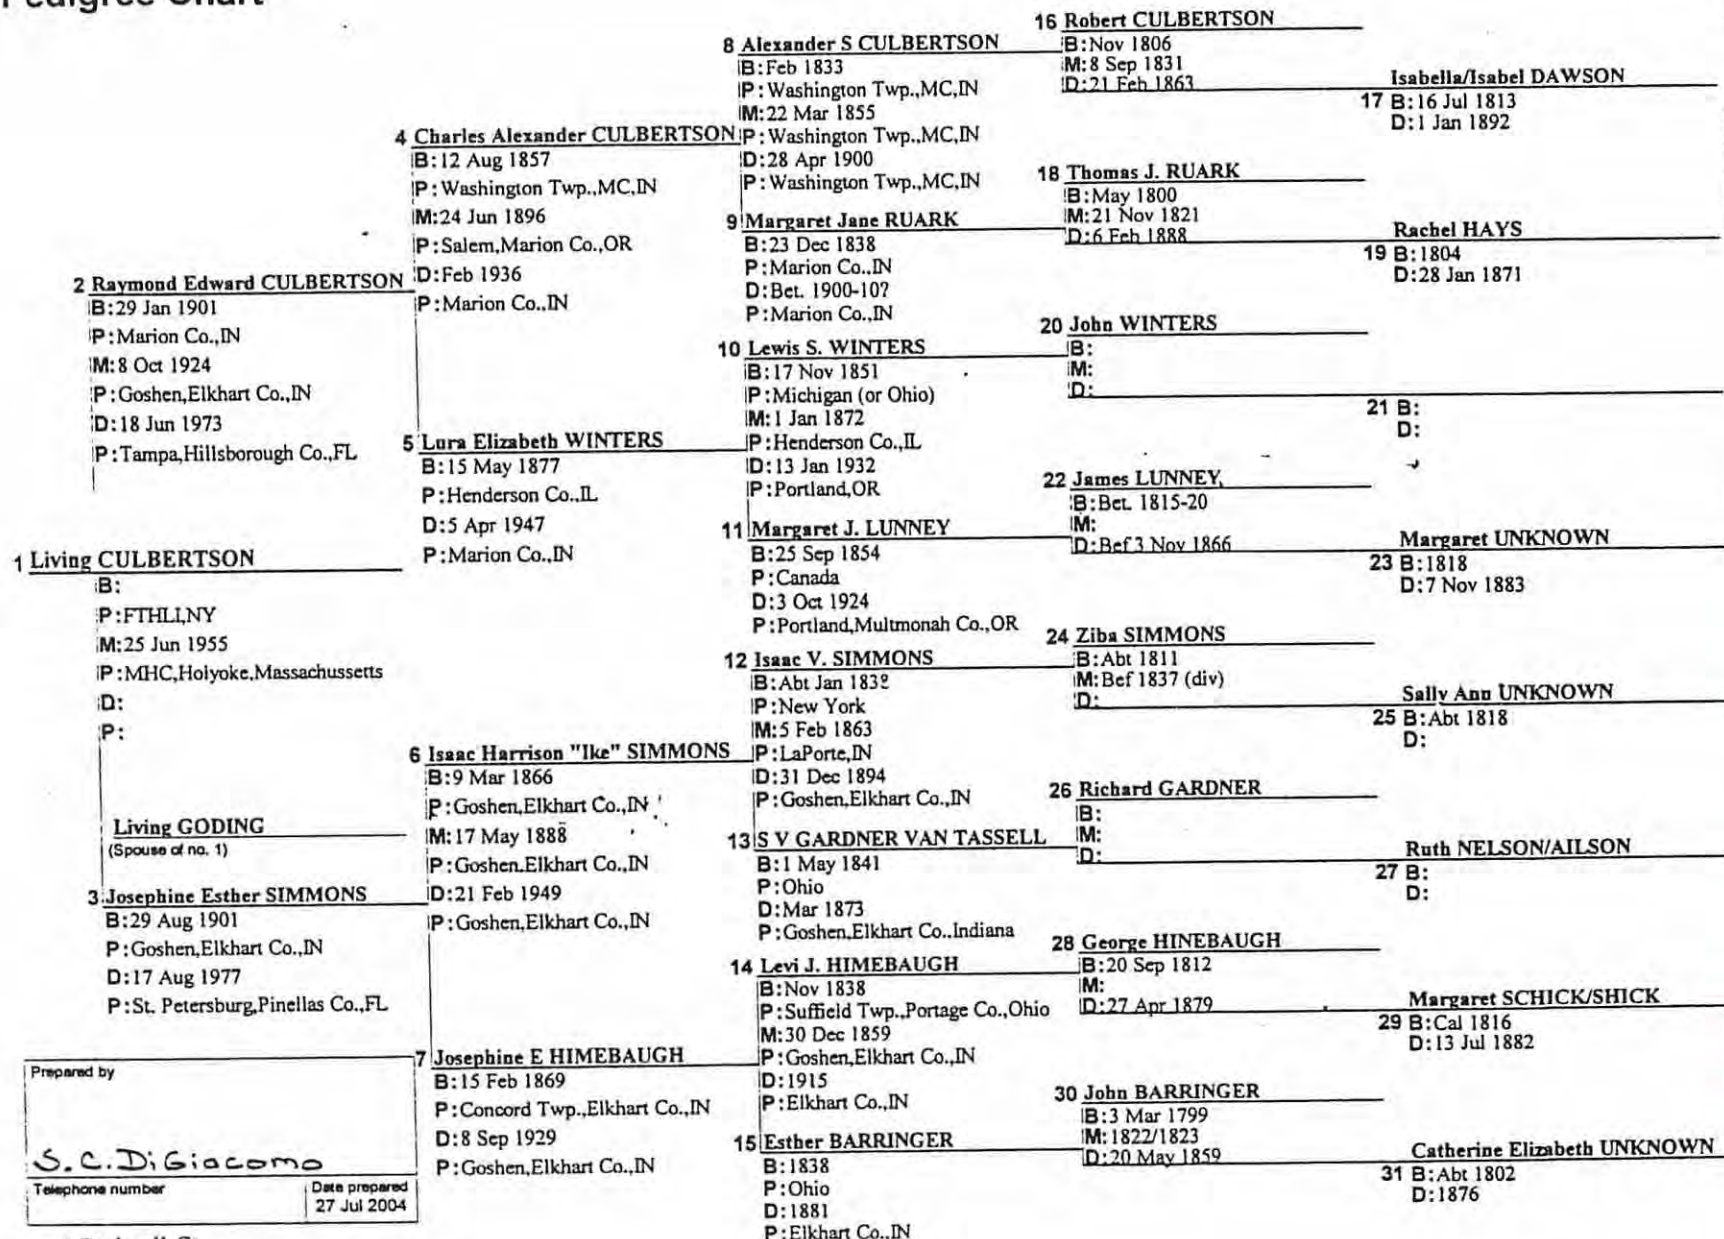 Pedigree Chart
16 Robert CULBERTSON
B:Nov 1806
M:8 Sep 1831
D:21 Feb 1863
Isabella/Isabel DAWSON
17 B:16 Jul 1813
D:1 Jan 1892
8 Alexander S CULBERTSON
B:Feb 1833
P:Washington Twp.,MC,IN
M:22 Mar 1855
P:Washington Twp.,MC,IN
D:28 Apr 1900
P:Washington Twp.,MC,IN
4 Charles Alexander CULBERTSON
B:12 Aug 1857
P:Washington Twp.,MC,IN
M:24 Jun 1896
P:Salem,Marion Co.,OR
D:Feb 1936
P:Marion Co.,IN
18 Thomas J. RUARK
B:May 1800
M:21 Nov 1821
D:6 Feb 1888
Rachel HAYS
19 B:1804
D:28 Jan 1871
9 Margaret Jane RUARK
B:23 Dec 1838
P:Marion Co.,IN
D:Bet. 1900-10?
P:Marion Co.,IN
2 Raymond Edward CULBERTSON
B:29 Jan 1901
P:Marion Co.,IN
M:8 Oct 1924
P:Goshen,Elkhart Co.,IN
D:18 Jun 1973
P:Tampa,Hillsborough Co.,FL
20 John WINTERS
B:
M:
D:
21 B:
D:
10 Lewis S. WINTERS
B:17 Nov 1851
P:Michigan (or Ohio)
M:1 Jan 1872
P:Henderson Co.,IL
D:13 Jan 1932
P:Portland,OR
5 Lura Elizabeth WINTERS
B:15 May 1877
P:Henderson Co.,IL
D:5 Apr 1947
P:Marion Co.,IN
22 James LUNNEY,
B:Bet. 1815-20
M:
D:Bef 3 Nov 1866
Margaret UNKNOWN
23 B:1818
D:7 Nov 1883
11 Margaret J. LUNNEY
B:25 Sep 1854
P:Canada
D:3 Oct 1924
P:Portland,Multmonah Co.,OR
1 Living CULBERTSON
B:
P:FTHLI,NY
M:25 Jun 1955
P:MHC,Holyoke,Massachussetts
D:
P:
24 Ziba SIMMONS
B:Abt 1811
M:Bef 1837 (div)
D:
Sally Ann UNKNOWN
25 B:Abt 1818
D:
12 Isaac V. SIMMONS
B:Abt Jan 1832
P:New York
M:5 Feb 1863
P:LaPorte,IN
D:31 Dec 1894
P:Goshen,Elkhart Co.,IN
6 Isaac Harrison "Ike" SIMMONS
B:9 Mar 1866
P:Goshen,Elkhart Co.,IN
M:17 May 1888
P:Goshen,Elkhart Co.,IN
D:21 Feb 1949
P:Goshen,Elkhart Co.,IN
26 Richard GARDNER
B:
M:
D:
Ruth NELSON/AILSON
27 B:
D:
13 S V GARDNER VAN TASSELL
B:1 May 1841
P:Ohio
D:Mar 1873
P:Goshen,Elkhart Co.,Indiana
Living GODING
(Spouse of no. 1)
3 Josephine Esther SIMMONS
B:29 Aug 1901
P:Goshen,Elkhart Co.,IN
D:17 Aug 1977
P:St. Petersburg,Pinellas Co.,FL
28 George HINEBAUGH
B:20 Sep 1812
M:
D:27 Apr 1879
Margaret SCHICK/SHICK
29 B:Cal 1816
D:13 Jul 1882
14 Levi J. HIMEBAUGH
B:Nov 1838
P:Suffield Twp.,Portage Co.,Ohio
M:30 Dec 1859
P:Goshen,Elkhart Co.,IN
D:1915
P:Elkhart Co.,IN
7 Josephine E HIMEBAUGH
B:15 Feb 1869
P:Concord Twp.,Elkhart Co.,IN
D:8 Sep 1929
P:Goshen,Elkhart Co.,IN
30 John BARRINGER
B:3 Mar 1799
M:1822/1823
D:20 May 1859
Catherine Elizabeth UNKNOWN
31 B:Abt 1802
D:1876
15 Esther BARRINGER
B:1838
P:Ohio
D:1881
P:Elkhart Co.,IN
Prepared by
S.C.DiGiacomo
Telephone number
Date prepared
27 Jul 2004